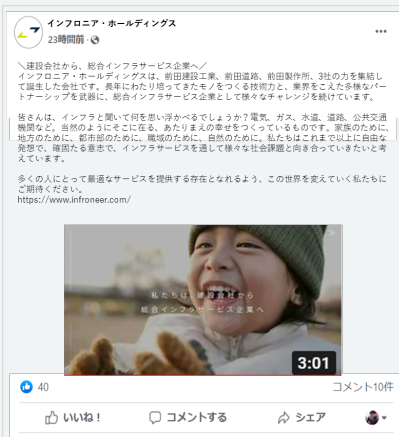 インフロニア・ホールディングス
23時間前・
＼建設会社から、総合インフラサービス企業へ／
インフロニア・ホールディングスは、前田建設工業、前田道路、前田製作所、3社の力を集結し
て誕生した会社です。長年にわたり培ってきたモノをつくる技術力と、業界をこえた多様なパー
トナーシップを武器に、総合インフラサービス企業として様々なチャレンジを続けています。
皆さんは、インフラと聞いて何を思い浮かべるでしょうか？電気、ガス、水道、道路、公共交通
機関など。当然のようにそこに在る、あたりまえの幸せをつくっているものです。家族のために、
地方のために、都市部のために、職域のために、自然のために。私たちはこれまで以上に自由な
発想で、確固たる意志で、インフラサービスを通して様々な社会課題と向き合っていきたいと考
えています。
多くの人にとって最適なサービスを提供する存在となれるよう、この世界を変えていく私たちに
ご期待ください。
https://www.infroneer.com/
私たちは、建設会社から
総合インフラサービス企業へ
3:01
40
コメント10件
いいね！
コメントする
シェア